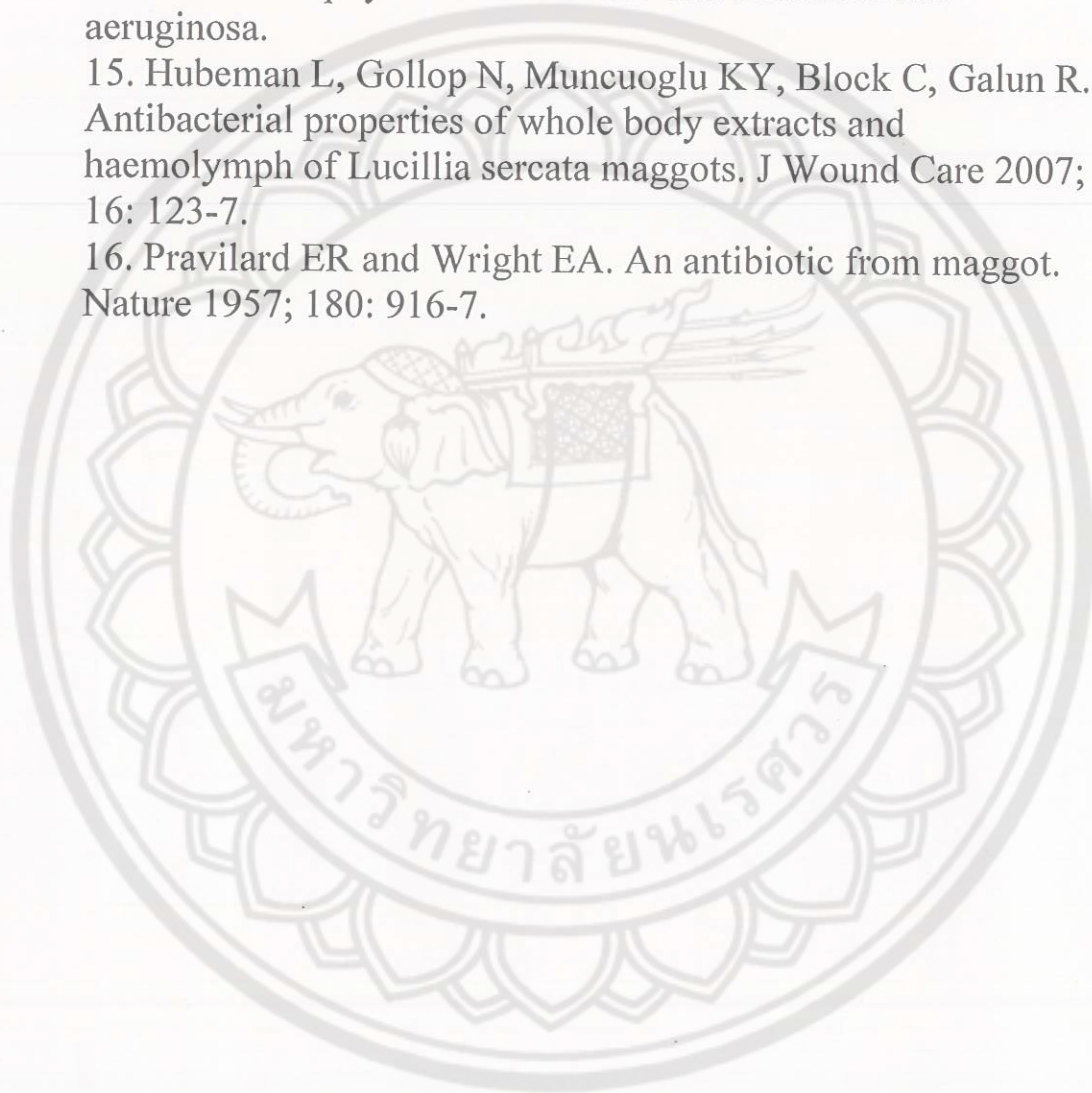 aeruginosa.
15. Hubeman L, Gollop N, Muncuoglu KY, Block C, Galun R.
Antibacterial properties of whole body extracts and
haemolymph of Lucillia sercata maggots. J Wound Care 2007;
16: 123-7.
16. Pravilard ER and Wright EA. An antibiotic from maggot.
Nature 1957; 180: 916-7.
มหาวิทยาลัยนเรศวร